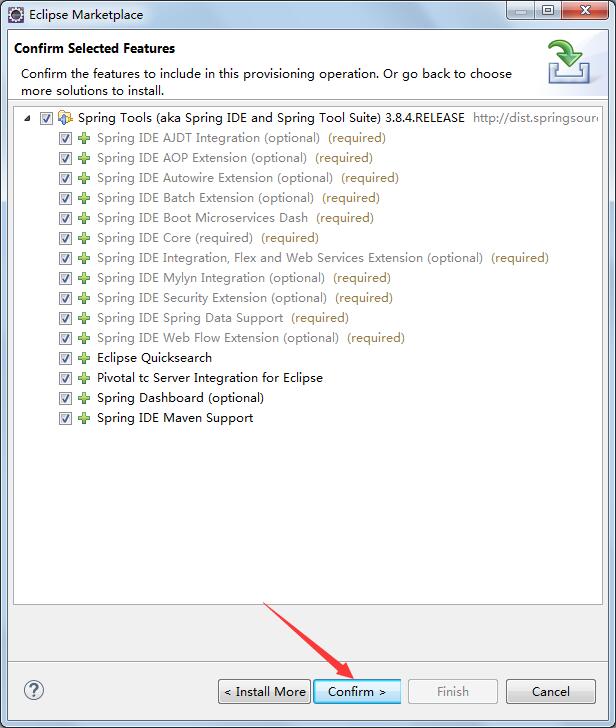 Eclipse Marketplace
Confirm Selected Features
Confirm the features to include in this provisioning operation. Or go back to choose
more solutions to install.
Spring Tools (aka Spring IDE and Spring Tool Suite) 3.8.4.RELEASE http://dist.springsourc
Spring IDE AJDT Integration (optional) (required)
Spring IDE AOP Extension (optional) (required)
Spring IDE Autowire Extension (optional) (required)
Spring IDE Batch Extension (optional) (required)
Spring IDE Boot Microservices Dash (required)
Spring IDE Core (required) (required)
Spring IDE Integration, Flex and Web Services Extension (optional) (required)
Spring IDE Mylyn Integration (optional) (required)
Spring IDE Security Extension (optional) (required)
Spring IDE Spring Data Support (required)
Spring IDE Web Flow Extension (optional) (required)
Eclipse Quicksearch
Pivotal tc Server Integration for Eclipse
Spring Dashboard (optional)
Spring IDE Maven Support
? < Install More Confirm > Finish Cancel